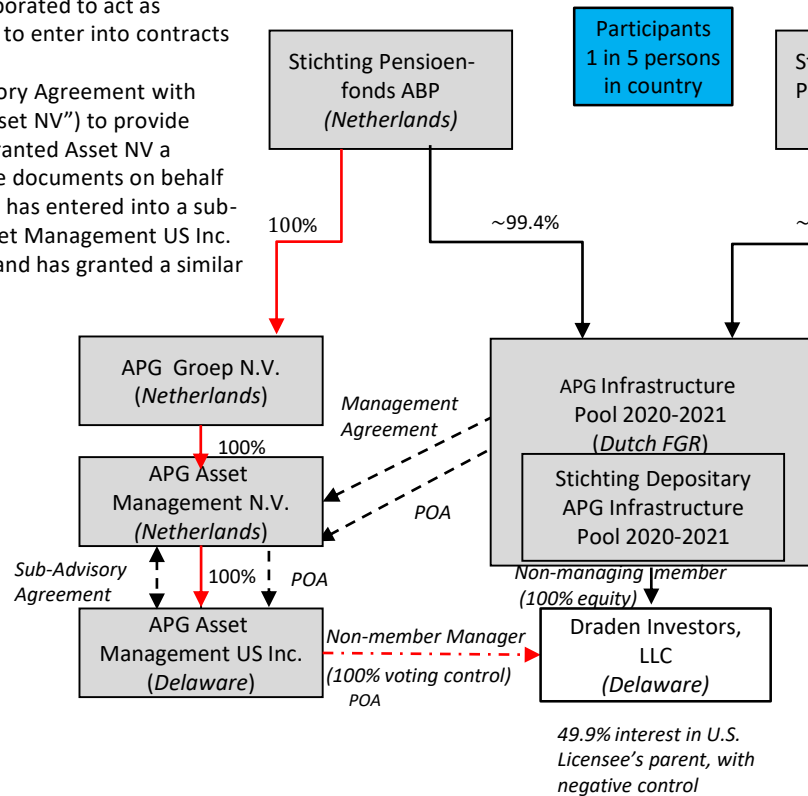 porated to act as
to enter into contracts
ory Agreement with
set NV”) to provide
ranted Asset NV a
e documents on behalf
has entered into a sub-
et Management US Inc.
and has granted a similar
Stichting Pensioen-
fonds ABP
(Netherlands)
Participants
1 in 5 persons
in country
St
P
100%
~99.4%
~
APG Groep N.V.
(Netherlands)
100%
APG Asset
Management N.V.
(Netherlands)
Management
Agreement
POA
APG Infrastructure
Pool 2020-2021
(Dutch FGR)
Stichting Depositary
APG Infrastructure
Pool 2020-2021
Sub-Advisory
Agreement
100%
POA
Non-managing member
(100% equity)
APG Asset
Management US Inc.
(Delaware)
Non-member Manager
(100% voting control)
POA
Draden Investors,
LLC
(Delaware)
49.9% interest in U.S.
Licensee’s parent, with
negative control